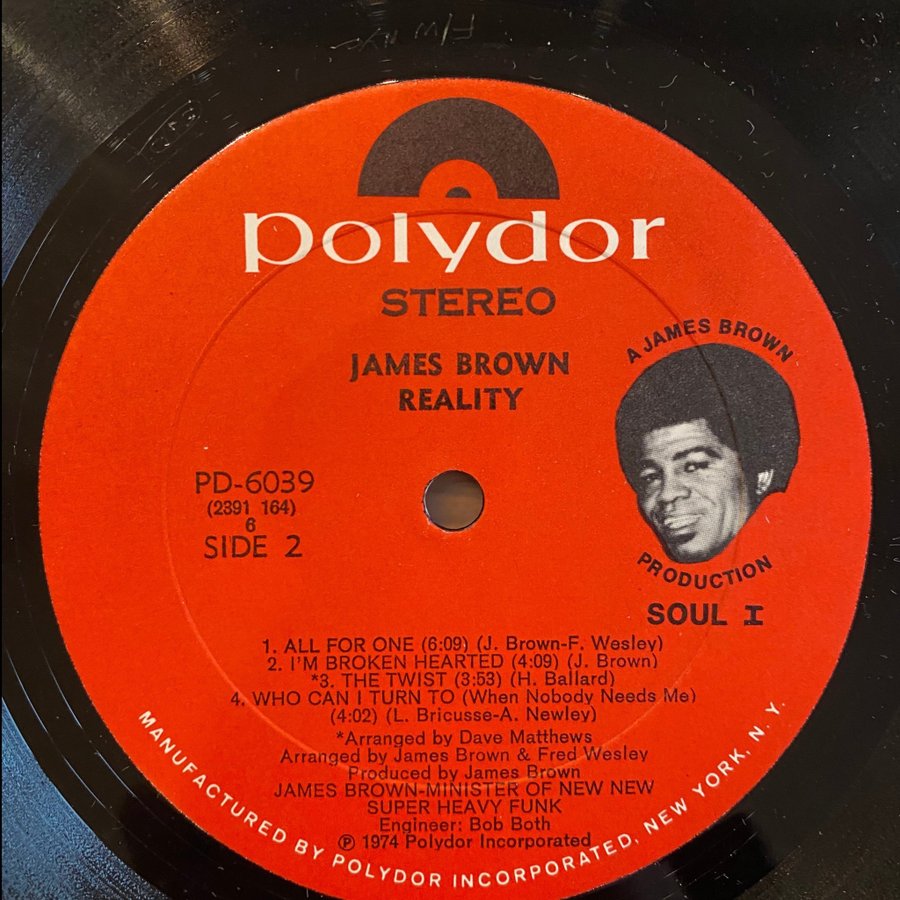 polydor
STEREO
JAMES BROWN
REALITY
A JAMES BROWN
PRODUCTION
SOUL I
PD-6039
(2391 164)
6
SIDE 2
1. ALL FOR ONE (6:09) (J. Brown-F. Wesley)
2. I'M BROKEN HEARTED (4:09) (J. Brown)
*3. THE TWIST (3:53) (H. Ballard)
4. WHO CAN I TURN TO (When Nobody Needs Me)
(4:02) (L. Bricusse-A. Newley)
*Arranged by Dave Matthews
Arranged by James Brown & Fred Wesley
Produced by James Brown
JAMES BROWN-MINISTER OF NEW NEW
SUPER HEAVY FUNK
Engineer: Bob Both
℗ 1974 Polydor Incorporated
MANUFACTURED BY POLYDOR INCORPORATED, NEW YORK, N.Y.